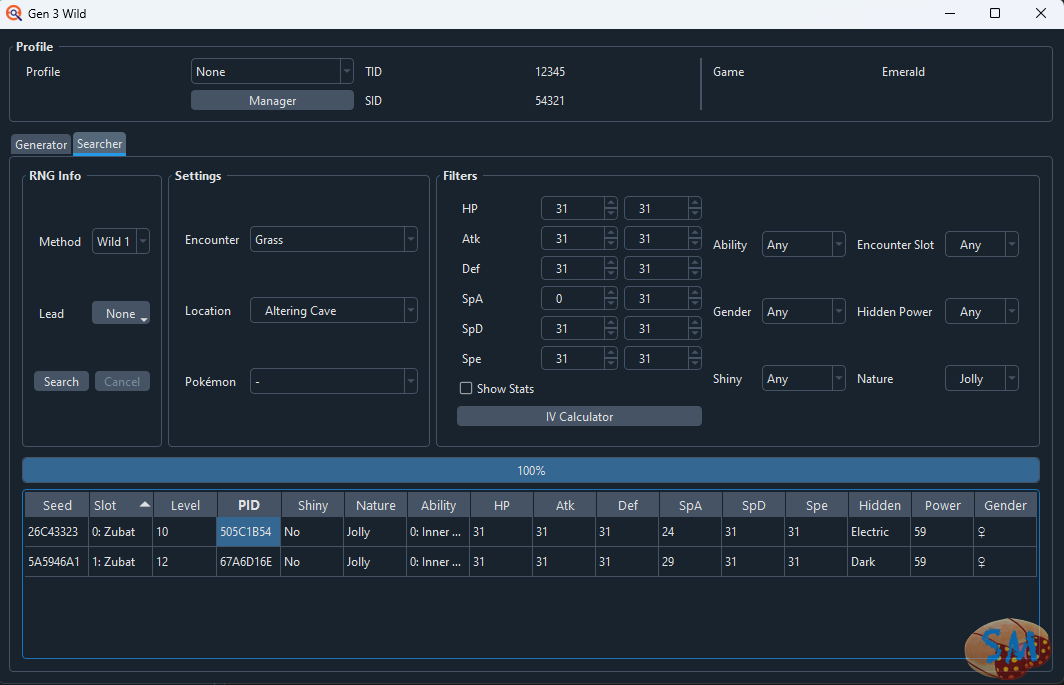 Gen 3 Wild
Profile
Profile None TID 12345 Game Emerald
Manager SID 54321
Generator Searcher
RNG Info Settings Filters
HP 31 31
Atk 31 31
Method Wild 1 Encounter Grass Ability Any Encounter Slot Any
Def 31 31
SpA 0 31
Lead None Location Altering Cave Gender Any Hidden Power Any
SpD 31 31
Spe 31 31
Search Cancel Pokémon - Shiny Any Nature Jolly
Show Stats
IV Calculator
100%
Seed Slot Level PID Shiny Nature Ability HP Atk Def SpA SpD Spe Hidden Power Gender
26C43323 0: Zubat 10 505C1B54 No Jolly 0: Inner ... 31 31 31 24 31 31 Electric 59 ♀
5A5946A1 1: Zubat 12 67A6D16E No Jolly 0: Inner ... 31 31 31 29 31 31 Dark 59 ♀
SM